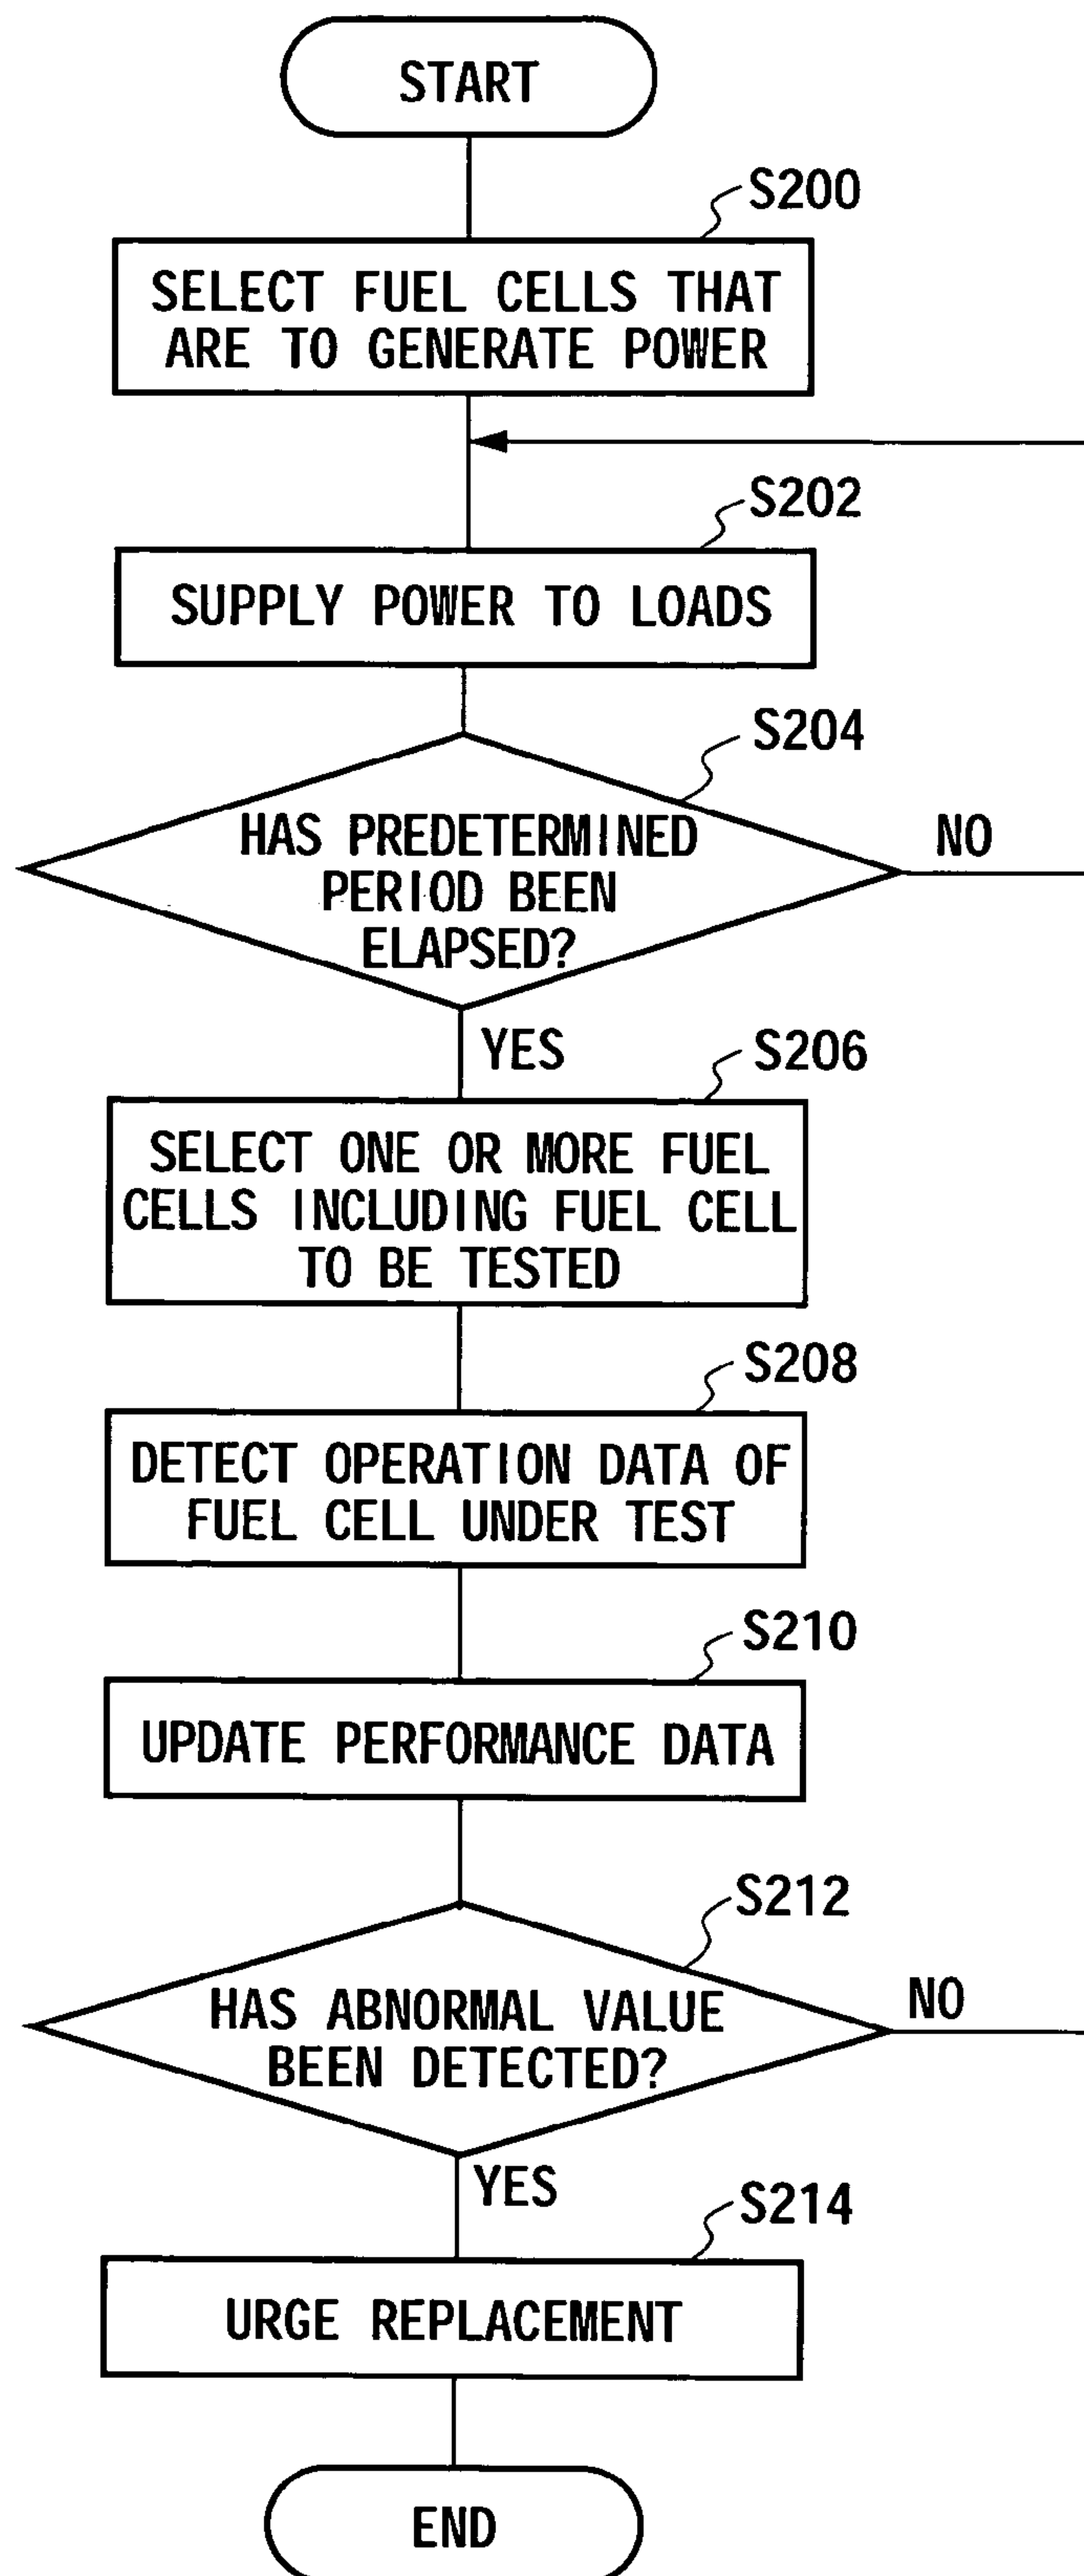 START
S200
SELECT FUEL CELLS THAT
ARE TO GENERATE POWER
S202
SUPPLY POWER TO LOADS
S204
HAS PREDETERMINED
PERIOD BEEN
ELAPSED?
NO
YES
S206
SELECT ONE OR MORE FUEL
CELLS INCLUDING FUEL CELL
TO BE TESTED
S208
DETECT OPERATION DATA OF
FUEL CELL UNDER TEST
S210
UPDATE PERFORMANCE DATA
S212
HAS ABNORMAL VALUE
BEEN DETECTED?
NO
YES
S214
URGE REPLACEMENT
END